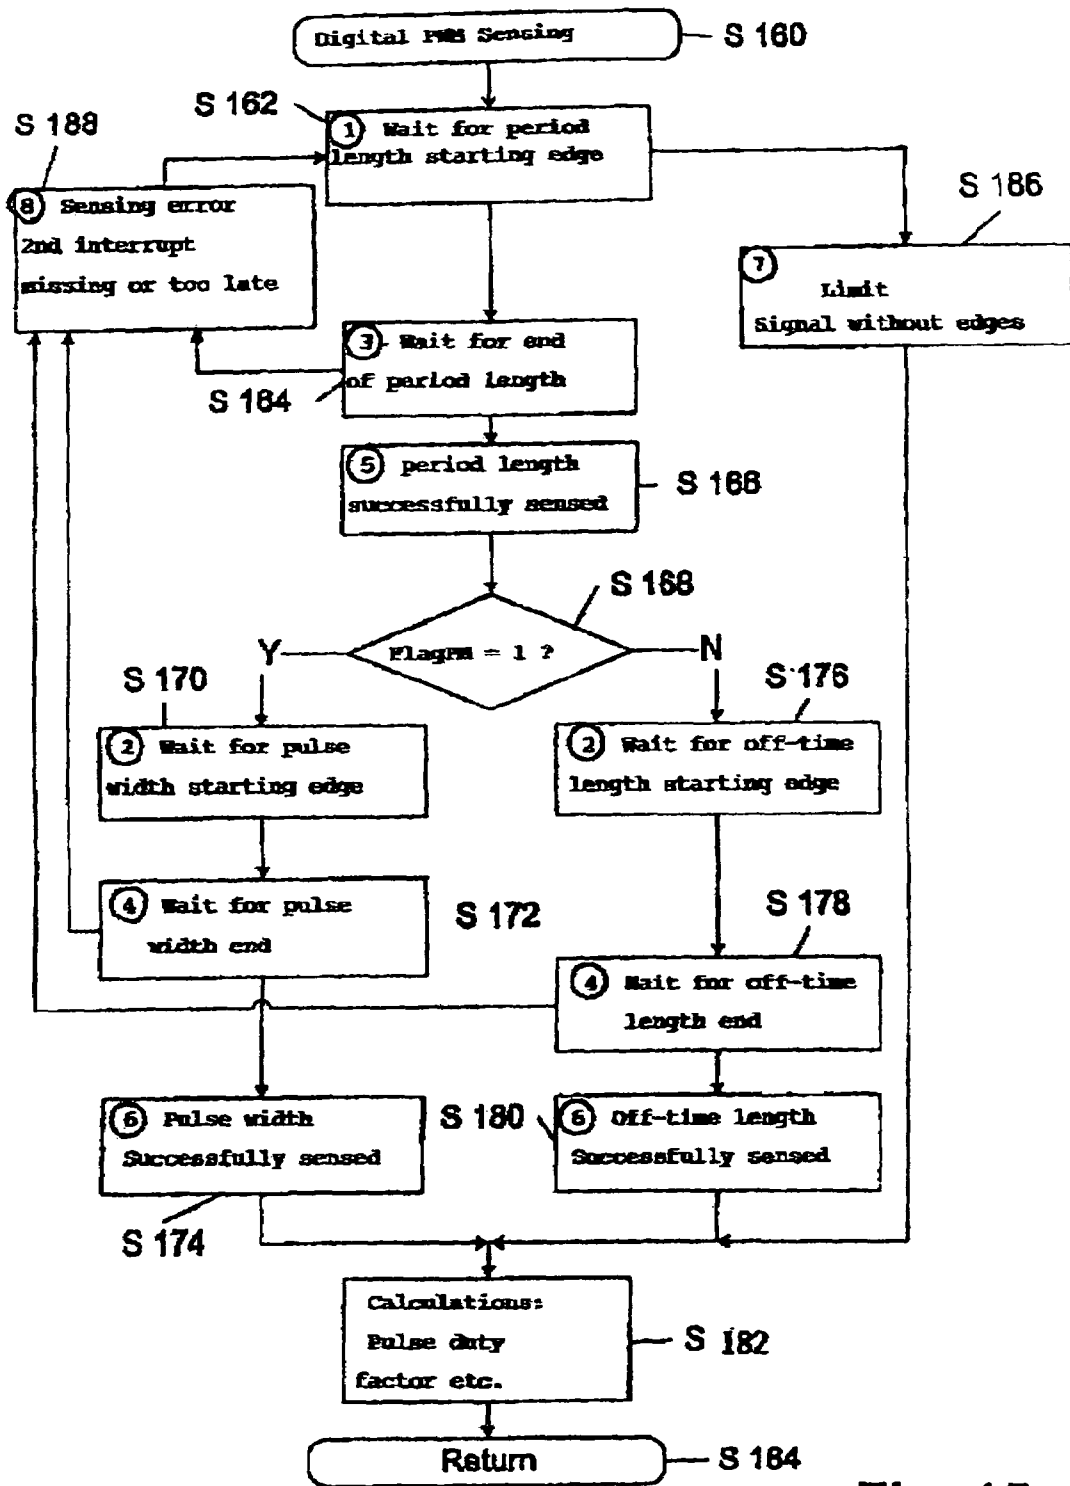 Digital PWM Sensing
S 160
S 162
① Wait for period
length starting edge
S 188
⑧ Sensing error
2nd interrupt
missing or too late
S 186
⑦
Limit
Signal without edges
③ Wait for end
of period length
S 164
⑤ period length
successfully sensed
S 166
S 168
= 1 ?
Y
N
S 170
② Wait for pulse
width starting edge
S 176
② Wait for off-time
length starting edge
④ Wait for pulse
width end
S 172
S 178
④ Wait for off-time
length end
⑥ Pulse width
Successfully sensed
S 174
S 180
⑥ Off-time length
Successfully sensed
Calculations:
Pulse duty
factor etc.
S 182
Return
S 184